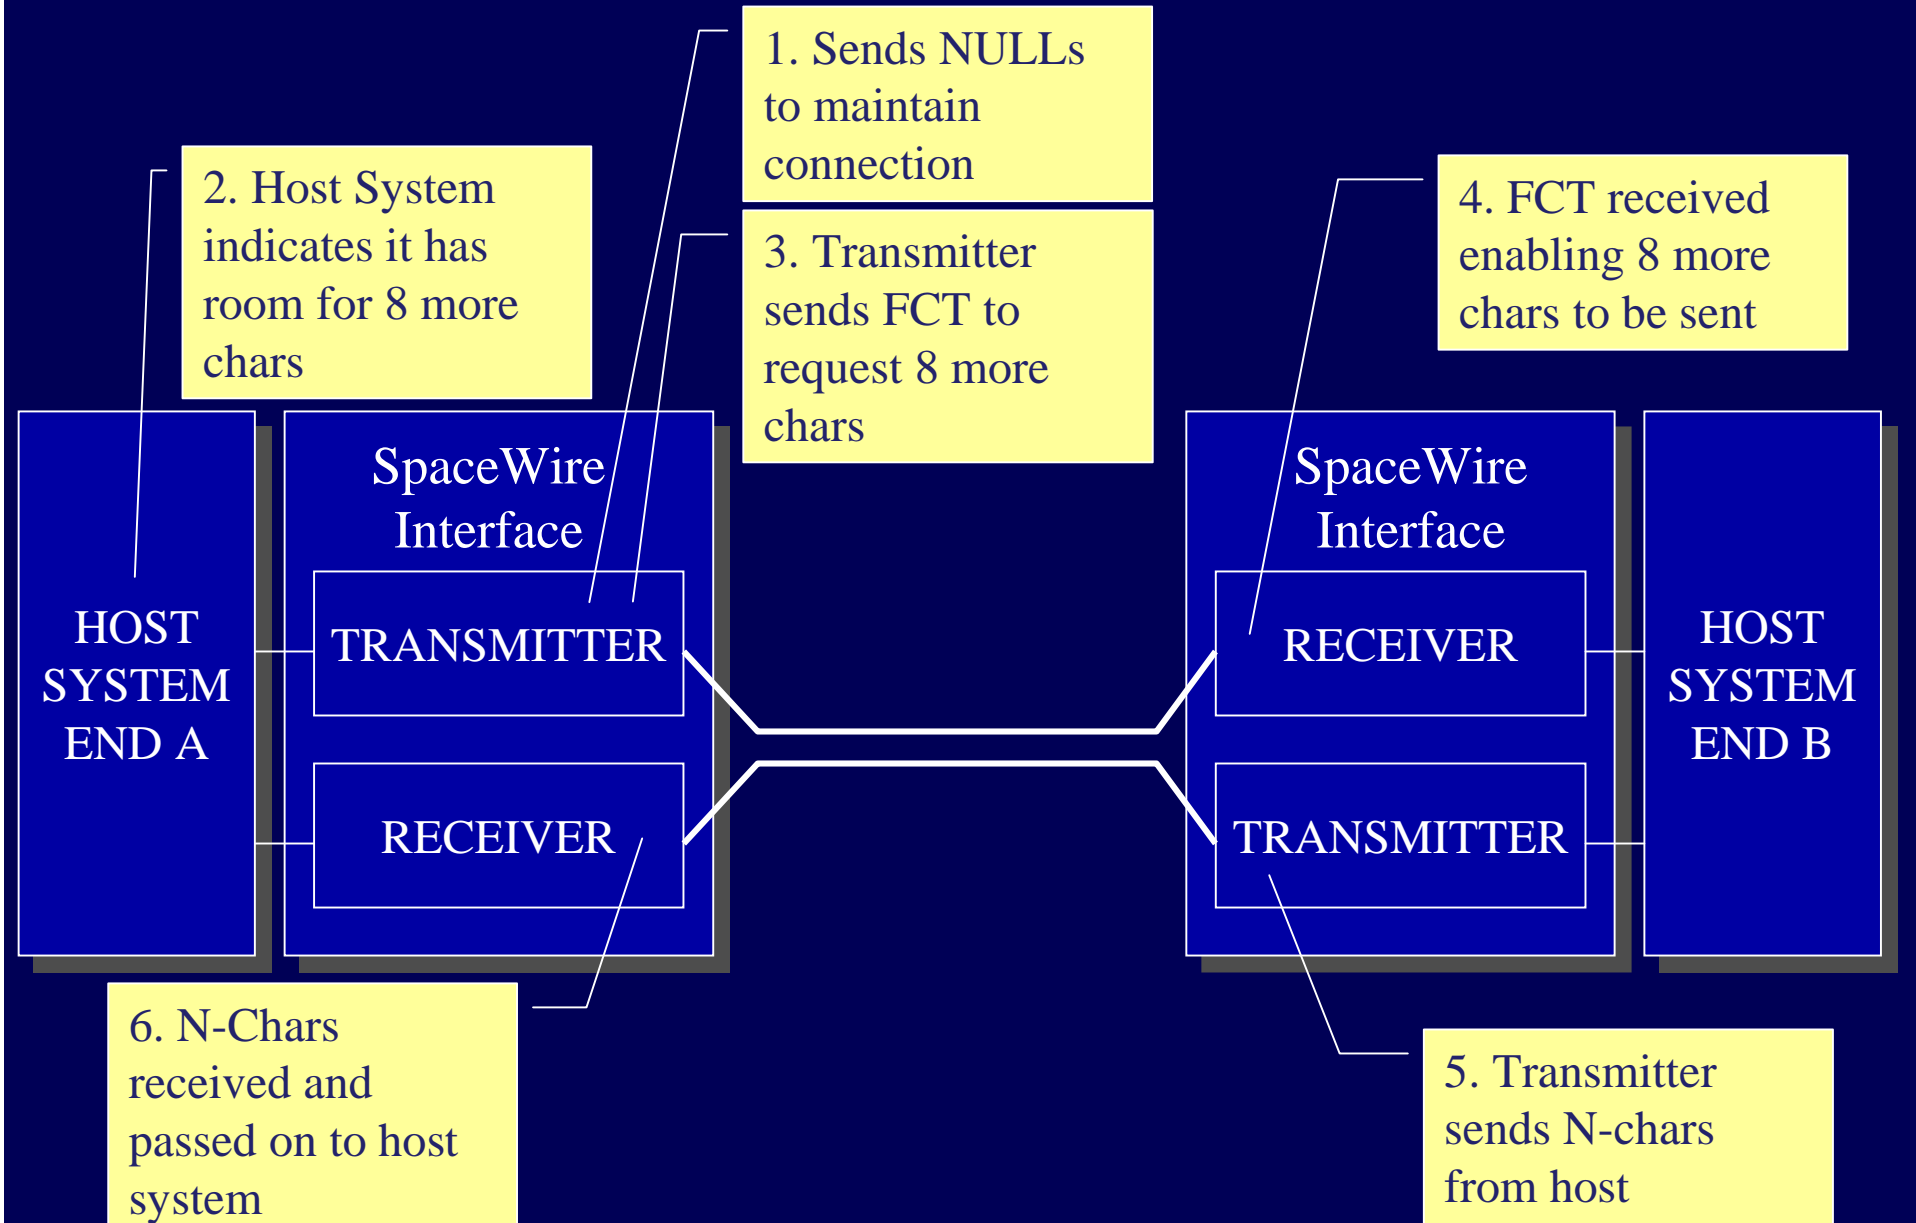 1. Sends NULLs
to maintain
connection
2. Host System
indicates it has
room for 8 more
chars
3. Transmitter
sends FCT to
request 8 more
chars
4. FCT received
enabling 8 more
chars to be sent
HOST
SYSTEM
END A
SpaceWire
Interface
TRANSMITTER
RECEIVER
SpaceWire
Interface
RECEIVER
TRANSMITTER
HOST
SYSTEM
END B
6. N-Chars
received and
passed on to host
system
5. Transmitter
sends N-chars
from host